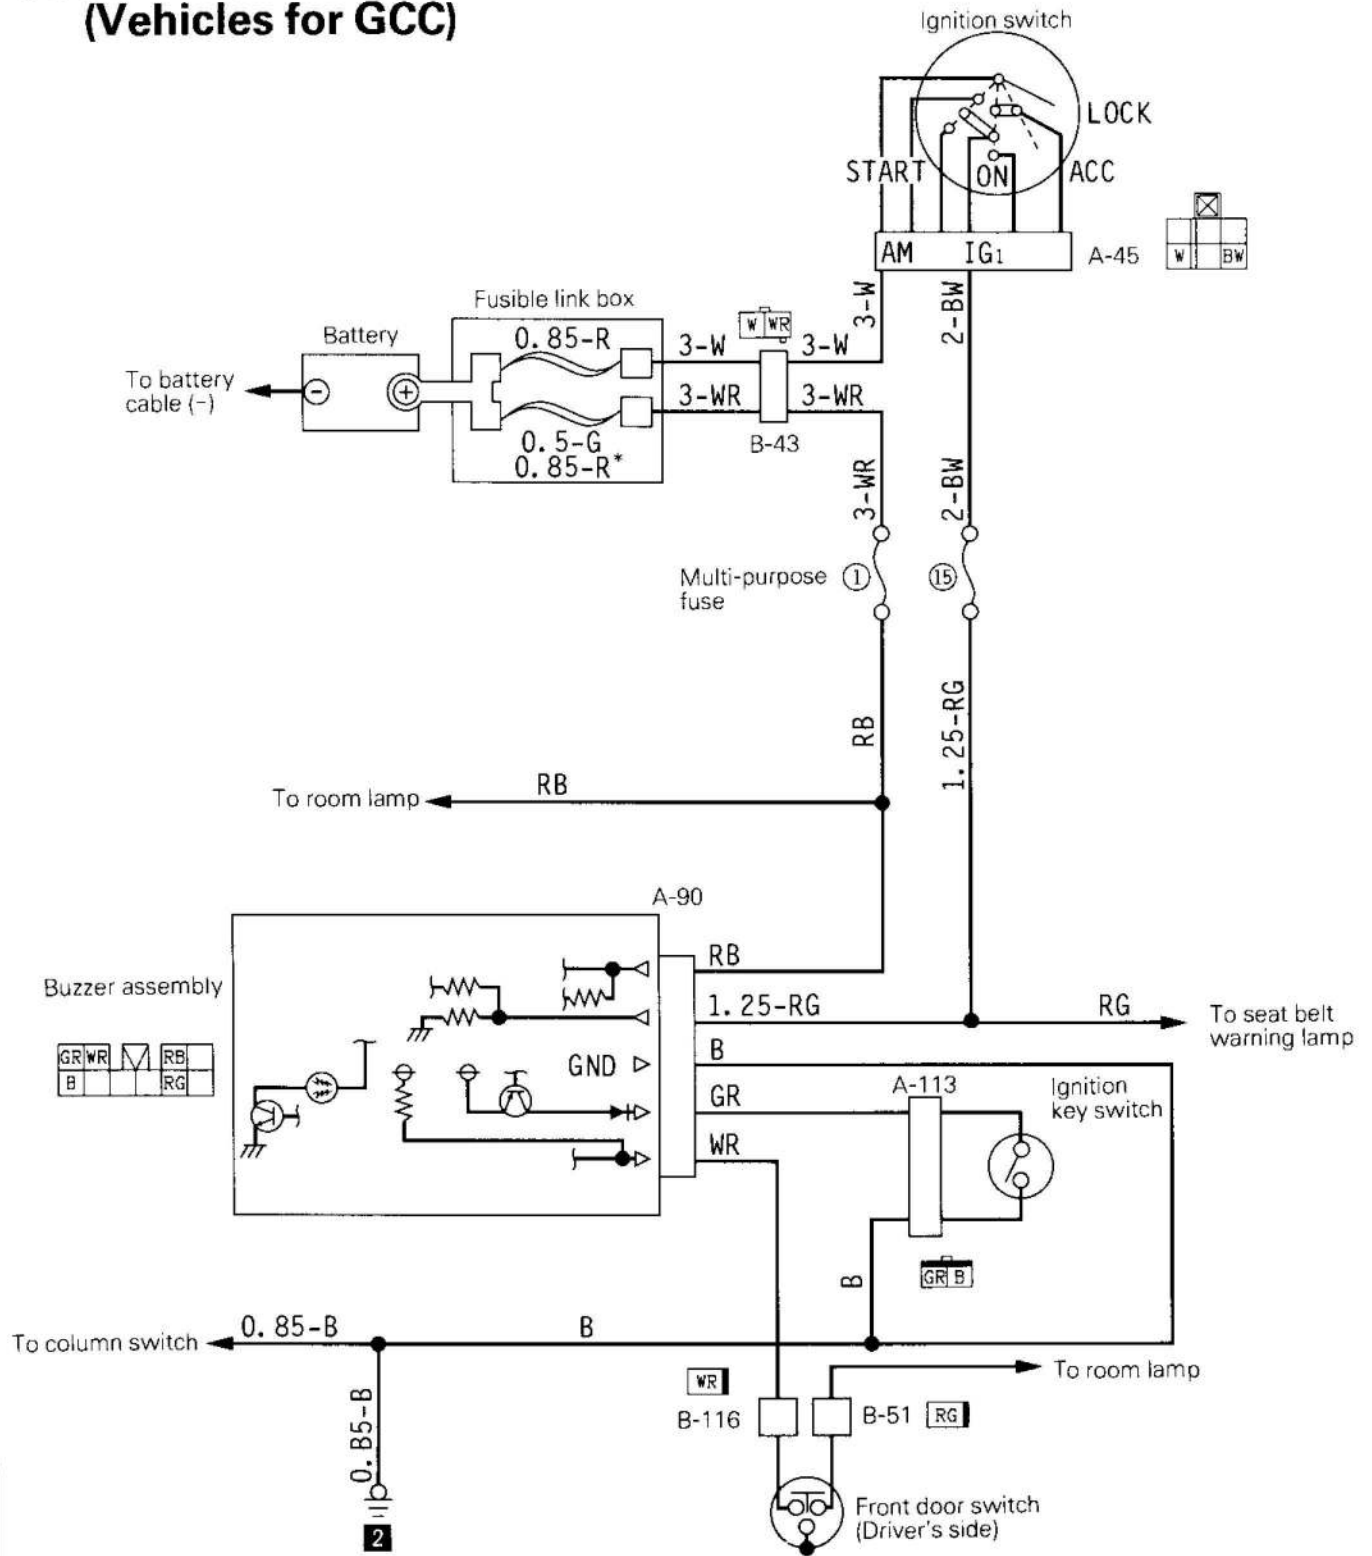 (Vehicles for GCC)
Ignition switch
LOCK
START
ON
ACC
AM
IG1
A-45
W
BW
3-W
2-BW
Fusible link box
Battery
0.85-R
3-W
W WR
3-W
To battery
cable (-)
3-WR
3-WR
0.5-G
0.85-R*
B-43
3-WR
2-BW
Multi-purpose
fuse
1
15
RB
1.25-RG
To room lamp
RB
A-90
Buzzer assembly
RB
1.25-RG
RG
To seat belt
warning lamp
GR WR RB
B RG
GND
B
A-113
Ignition
key switch
GR
WR
GR B
B
To column switch
0.85-B
B
To room lamp
WR
B-116
B-51
RG
0.B5-B
Front door switch
(Driver's side)
2